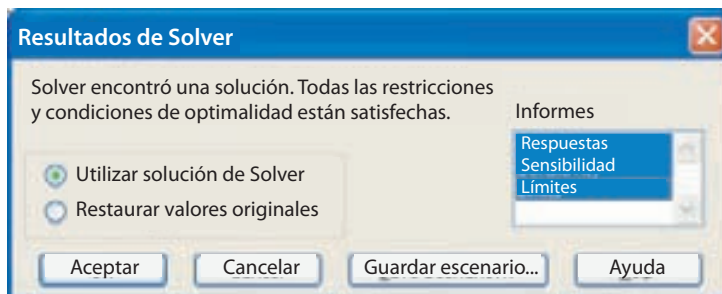 Resultados de Solver
Solver encontró una solución. Todas las restricciones
y condiciones de optimalidad están satisfechas.
Informes
Respuestas
Sensibilidad
Límites
Utilizar solución de Solver
Restaurar valores originales
Aceptar
Cancelar
Guardar escenario...
Ayuda